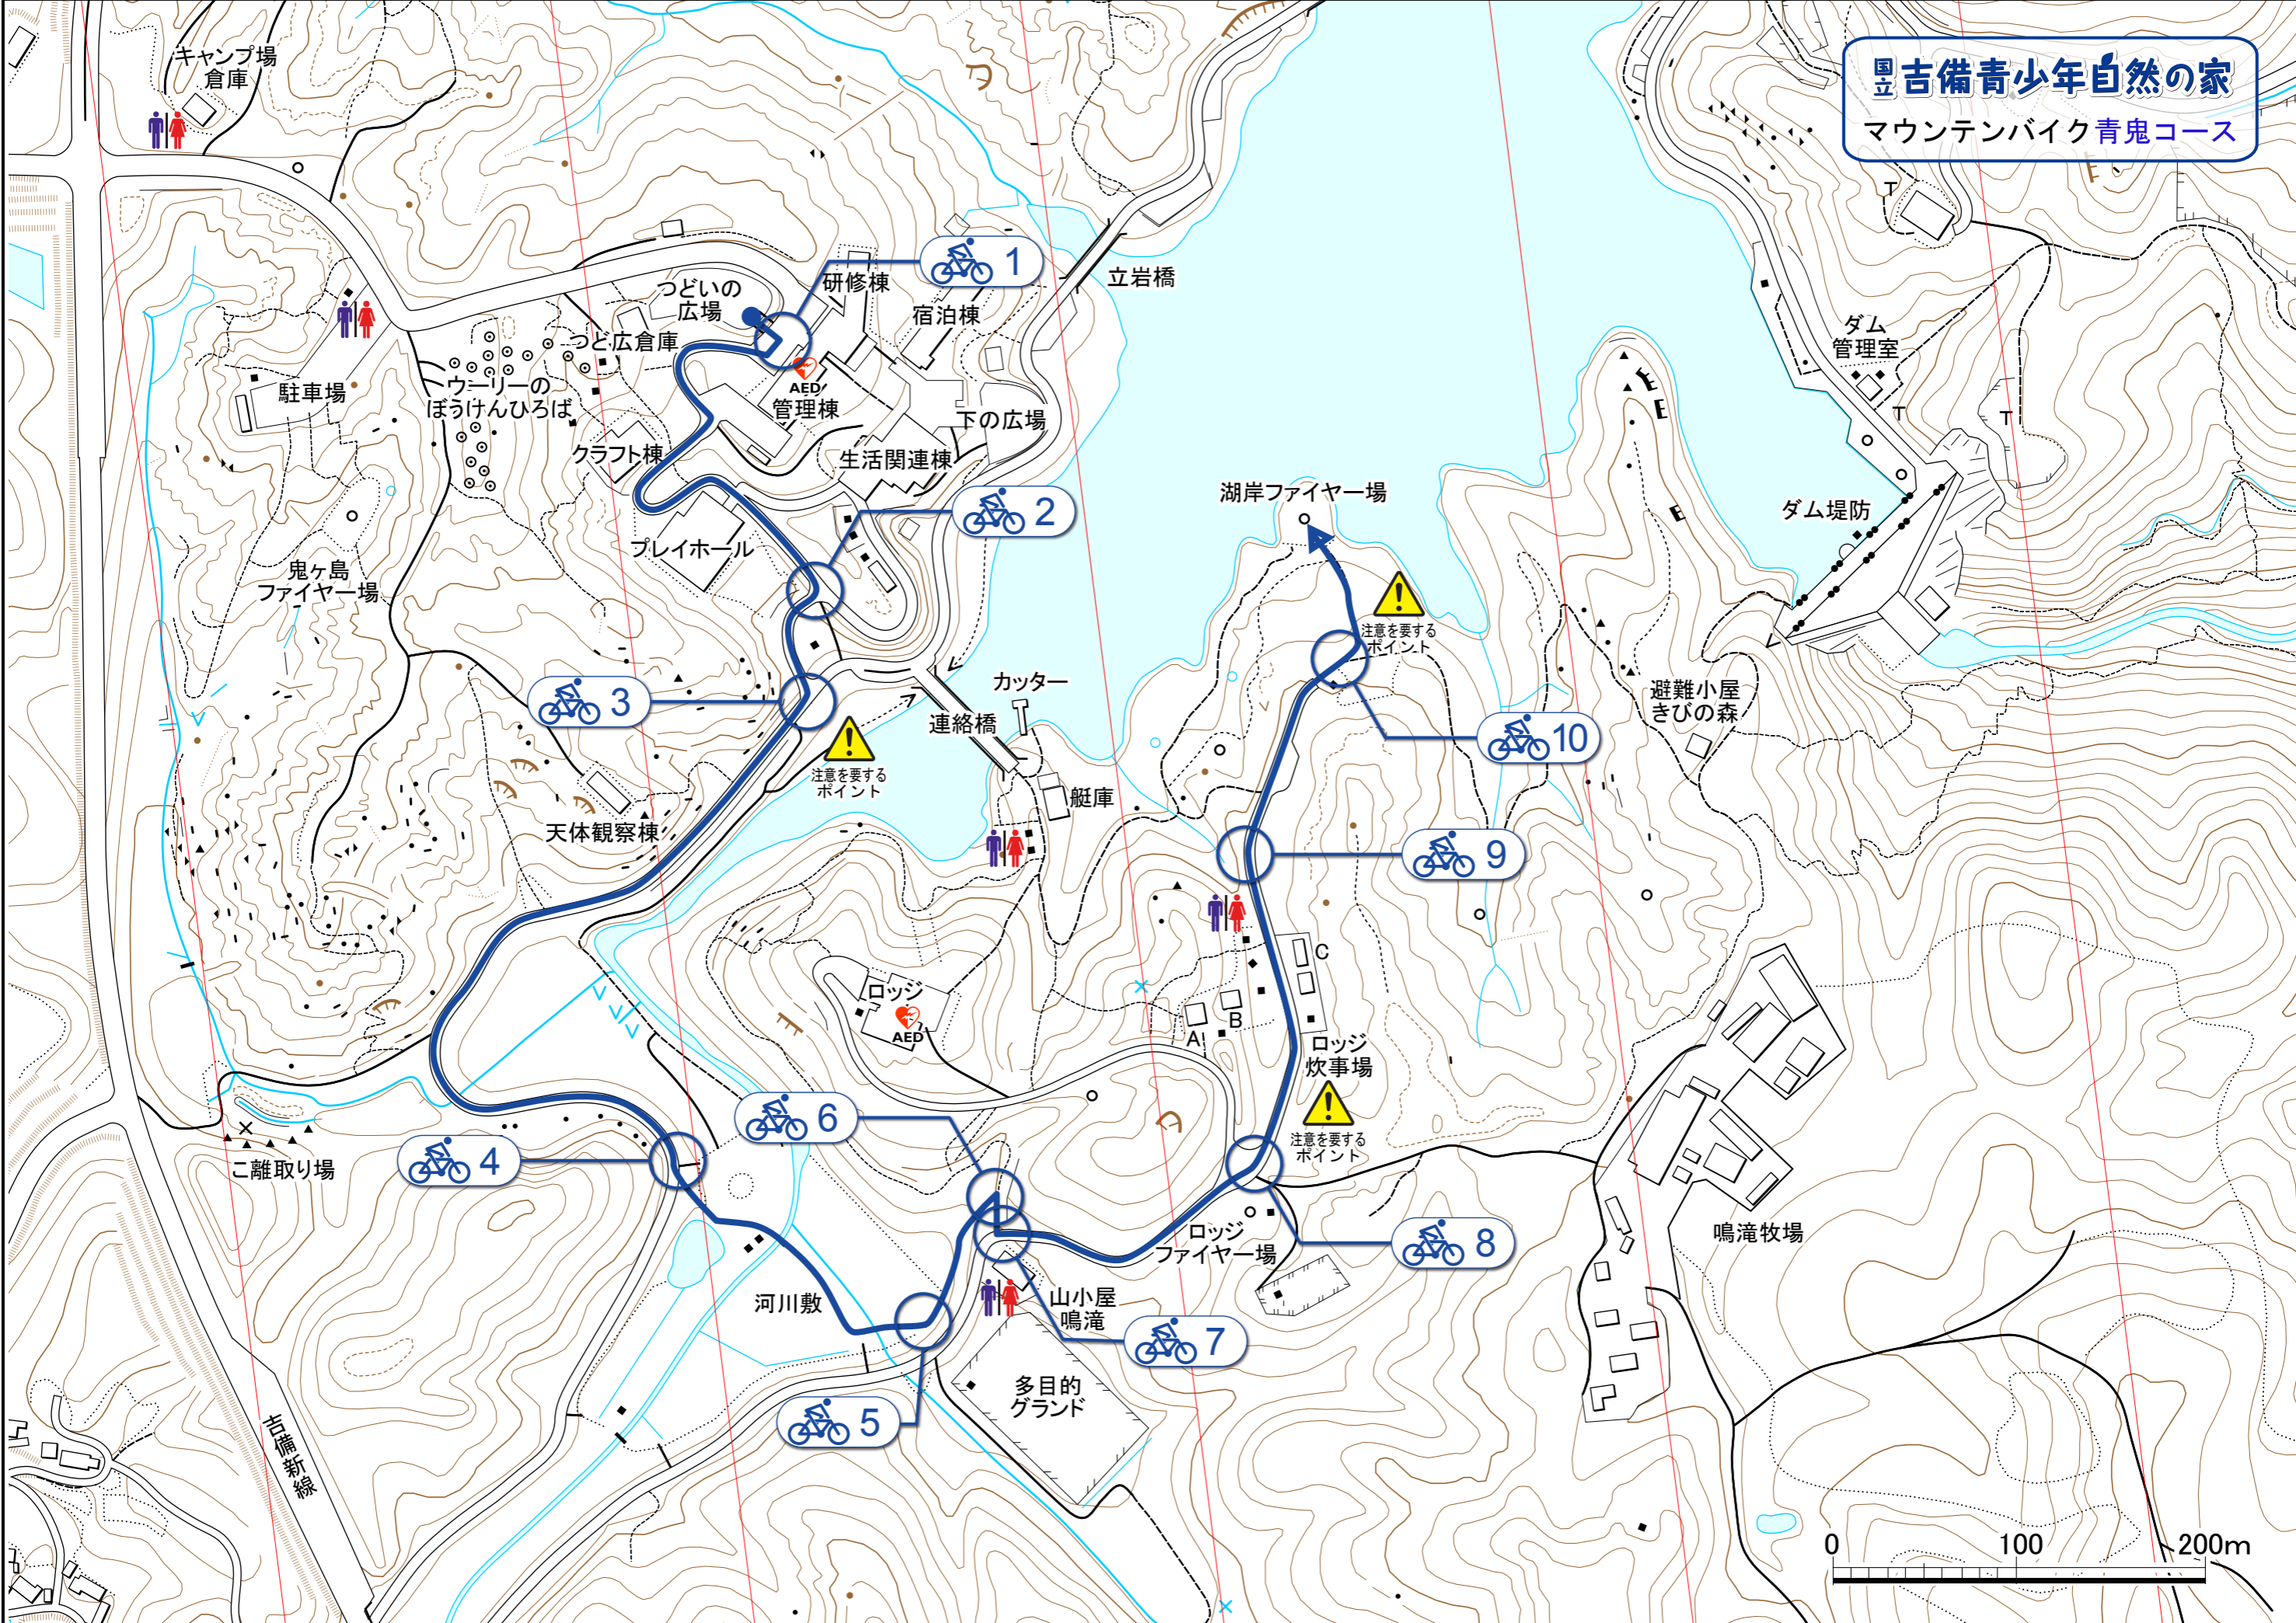 国立吉備青少年自然の家
マウンテンバイク青鬼コース
キャンプ場
倉庫
1
立岩橋
研修棟
つどいの
広場
宿泊棟
つど広倉庫
ダム
管理室
AED
管理棟
駐車場
ウーリーの
ぼうけんひろば
下の広場
クラフト棟
生活関連棟
2
湖岸ファイヤー場
ダム堤防
プレイホール
鬼ヶ島
ファイヤー場
注意を要する
ポイント
3
カッター
連絡橋
避難小屋
きびの森
10
注意を要する
ポイント
艇庫
天体観察棟
9
ロッジ
AED
C
B
A
ロッジ
炊事場
6
注意を要する
ポイント
4
こ離取り場
8
ロッジ
ファイヤー場
鳴滝牧場
河川敷
山小屋
鳴滝
7
多目的
グランド
5
吉備新線
0 100 200m